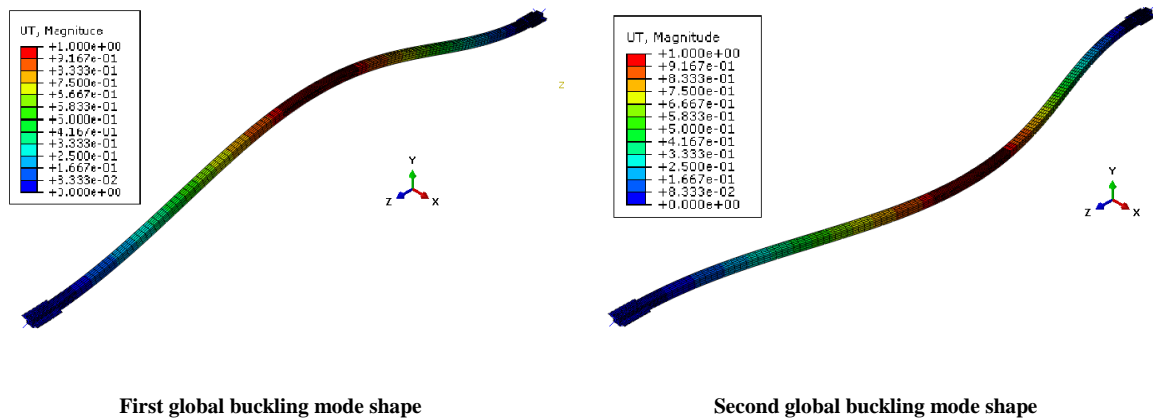 UT, Magnitude
+1.000e+00
+9.167e-01
+8.333e-01
+7.500e-01
+6.667e-01
+5.833e-01
+5.000e-01
+4.167e-01
+3.333e-01
+2.500e-01
+1.667e-01
+8.333e-02
+0.000e+00
Z
Y
Z
X
First global buckling mode shape
UT, Magnitude
+1.000e+00
+9.167e-01
+8.333e-01
+7.500e-01
+6.667e-01
+5.833e-01
+5.000e-01
+4.167e-01
+3.333e-01
+2.500e-01
+1.667e-01
+8.333e-02
+0.000e+00
Y
Z
X
Second global buckling mode shape